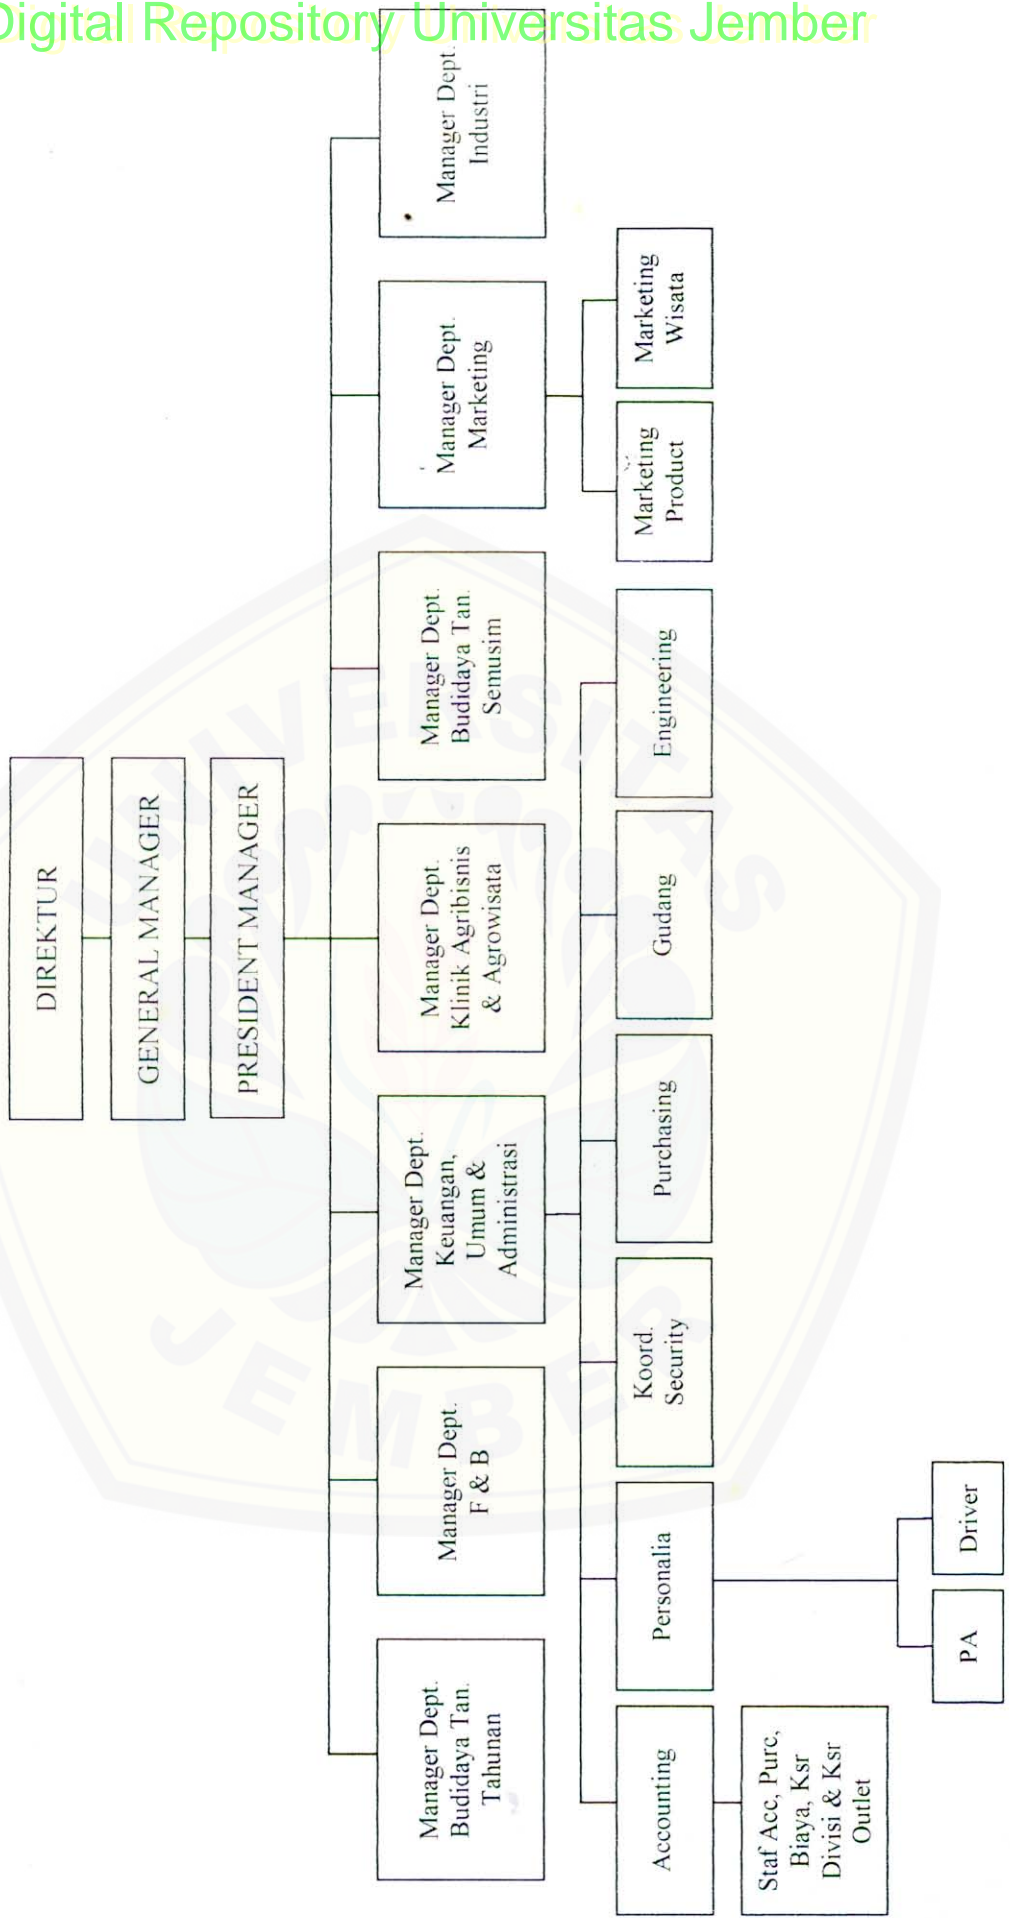 Digital Repository Universitas Jember
DIREKTUR
GENERAL MANAGER
PRESIDENT MANAGER
Manager Dept.
Budidaya Tan.
Tahunan
Manager Dept.
F & B
Manager Dept.
Keuangan,
Umum &
Administrasi
Manager Dept.
Klinik Agribisnis
& Agrowisata
Manager Dept.
Budidaya Tan.
Semusim
Manager Dept.
Marketing
Manager Dept.
Industri
Accounting
Personalia
Koord.
Security
Purchasing
Gudang
Engineering
Marketing
Product
Marketing
Wisata
Staf Acc, Purc,
Biaya, Ksr
Divisi & Ksr
Outlet
PA
Driver
UNIVERSITAS
JEMBER